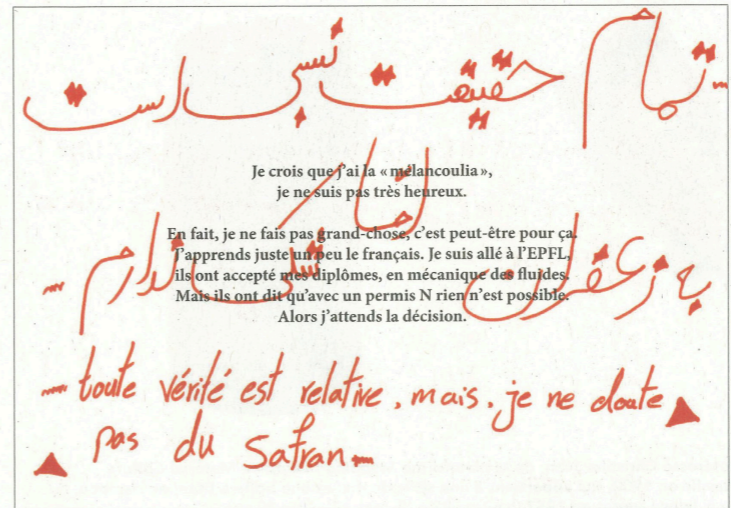 تمام حقیقت نسبی است
Je crois que j'ai la « mélancoulia »,
je ne suis pas très heureux.
En fait, je ne fais pas grand-chose, c'est peut-être pour ça.
J'apprends juste un peu le français. Je suis allé à l'EPFL,
ils ont accepté mes diplômes, en mécanique des fluides.
Mais ils ont dit qu'avec un permis N rien n'est possible.
Alors j'attends la décision.
به زعفران شکی ندارم
toute vérité est relative, mais, je ne doute
pas du Safran